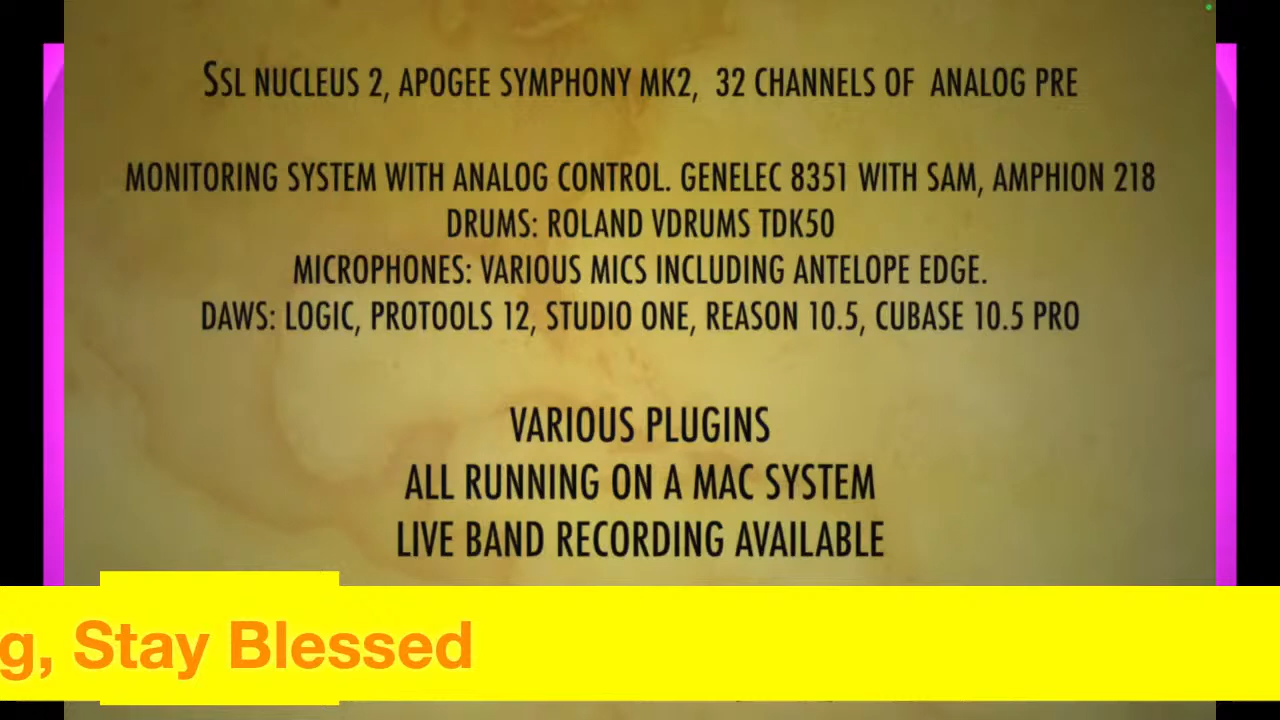 SSL NUCLEUS 2, APOGEE SYMPHONY MK2, 32 CHANNELS OF ANALOG PRE
MONITORING SYSTEM WITH ANALOG CONTROL. GENELEC 8351 WITH SAM, AMPHION 218
DRUMS: ROLAND VDRUMS TDK50
MICROPHONES: VARIOUS MICS INCLUDING ANTELOPE EDGE.
DAWS: LOGIC, PROTOOLS 12, STUDIO ONE, REASON 10.5, CUBASE 10.5 PRO
VARIOUS PLUGINS
ALL RUNNING ON A MAC SYSTEM
LIVE BAND RECORDING AVAILABLE
g, Stay Blessed